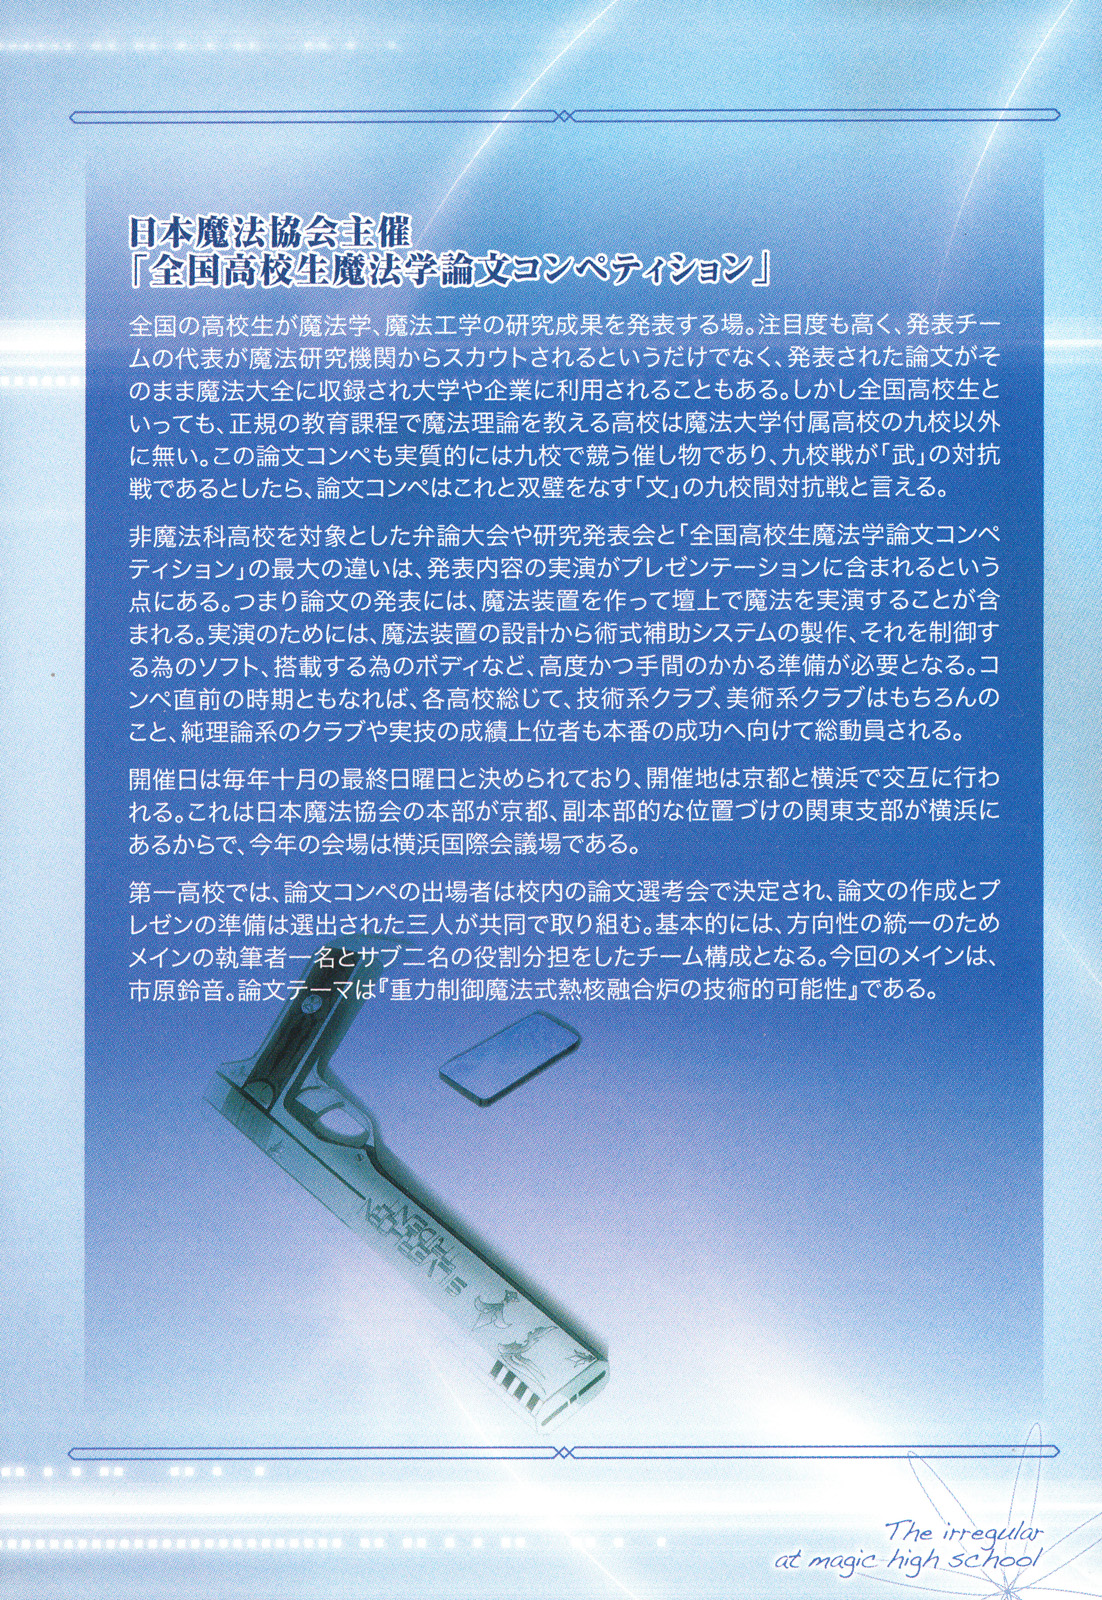 日本魔法協会主催
「全国高校生魔法学論文コンペティション」
全国の高校生が魔法学、魔法工学の研究成果を発表する場。注目度も高く、発表チー
ムの代表が魔法研究機関からスカウトされるというだけでなく、発表された論文がそ
のまま魔法大全に収録され大学や企業に利用されることもある。しかし全国高校生と
いっても、正規の教育課程で魔法理論を教える高校は魔法大学付属高校の九校以外
に無い。この論文コンペも実質的には九校で競う催し物であり、九校戦が「武」の対抗
戦であるとしたら、論文コンペはこれと双璧をなす「文」の九校間対抗戦と言える。
非魔法科高校を対象とした弁論大会や研究発表会と「全国高校生魔法学論文コンペ
ティション」の最大の違いは、発表内容の実演がプレゼンテーションに含まれるという
点にある。つまり論文の発表には、魔法装置を作って壇上で魔法を実演することが含
まれる。実演のためには、魔法装置の設計から術式補助システムの製作、それを制御す
る為のソフト、搭載する為のボディなど、高度かつ手間のかかる準備が必要となる。コ
ンペ直前の時期ともなれば、各高校総じて、技術系クラブ、美術系クラブはもちろんの
こと、純理論系のクラブや実技の成績上位者も本番の成功へ向けて総動員される。
開催日は毎年十月の最終日曜日と決められており、開催地は京都と横浜で交互に行わ
れる。これは日本魔法協会の本部が京都、副本部的な位置づけの関東支部が横浜に
あるからで、今年の会場は横浜国際会議場である。
第一高校では、論文コンペの出場者は校内の論文選考会で決定され、論文の作成とプ
レゼンの準備は選出された三人が共同で取り組む。基本的には、方向性の統一のため
メインの執筆者一名とサブ二名の役割分担をしたチーム構成となる。今回のメインは、
市原鈴音。論文テーマは『重力制御魔法式熱核融合炉の技術的可能性』である。
The irregular
at magic high school